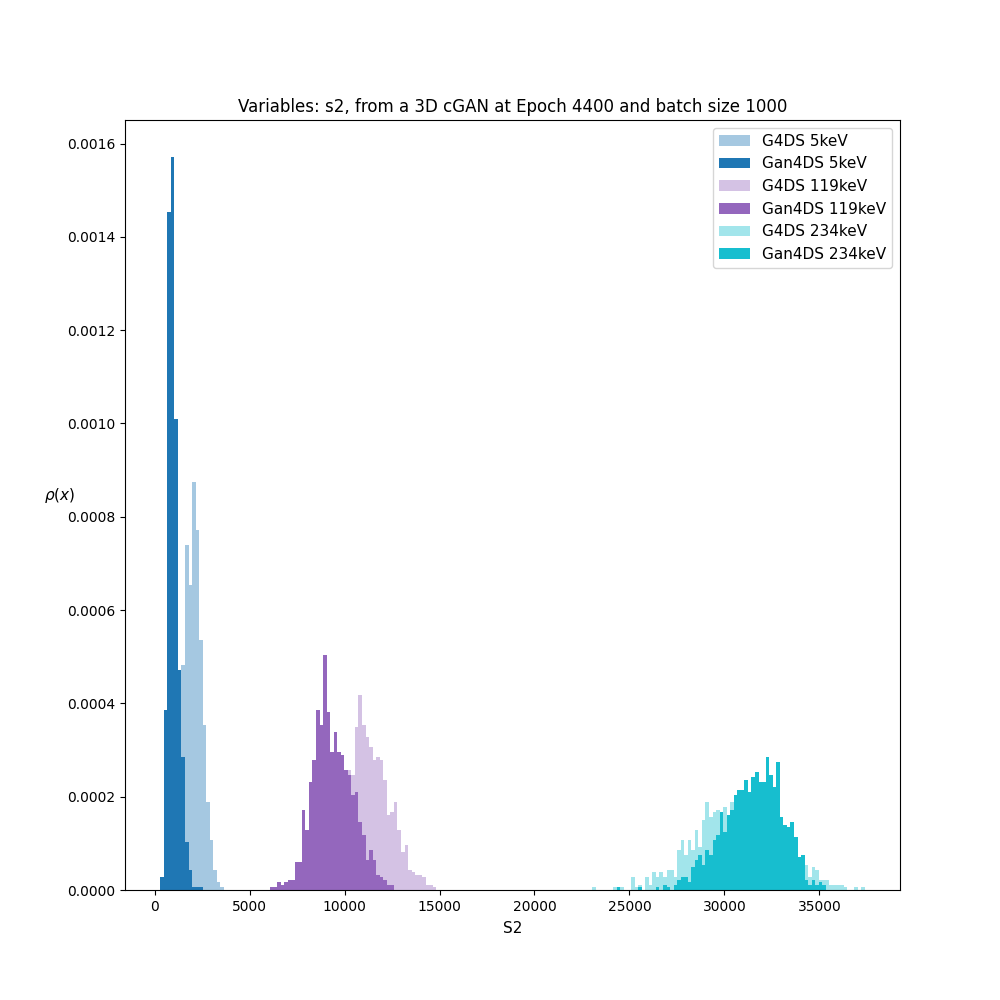 Variables: s2, from a 3D cGAN at Epoch 4400 and batch size 1000
G4DS 5keV
Gan4DS 5keV
G4DS 119keV
Gan4DS 119keV
G4DS 234keV
Gan4DS 234keV
0.0016
0.0014
0.0012
0.0010
ρ(x)
0.0008
0.0006
0.0004
0.0002
0.0000
0 5000 10000 15000 20000 25000 30000 35000
S2